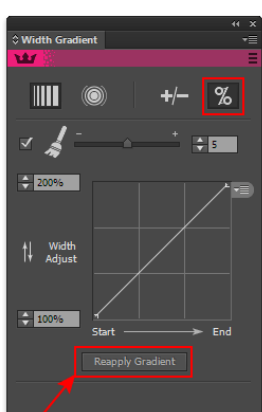 Width Gradient
+/- %
- + 5
200%
Width
Adjust
100%
Start End
Reapply Gradient